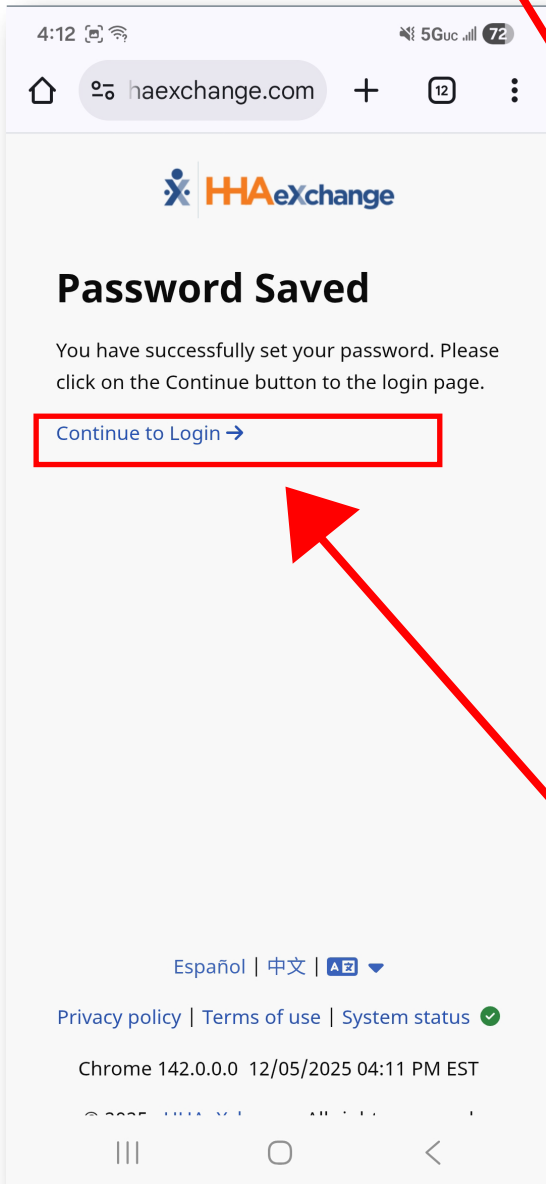 4:12
5GUC
72
haexchange.com
12
HHAeXchange
Password Saved
You have successfully set your password. Please
click on the Continue button to the login page.
Continue to Login →
Español | 中文 | A文
Privacy policy | Terms of use | System status
Chrome 142.0.0.0 12/05/2025 04:11 PM EST